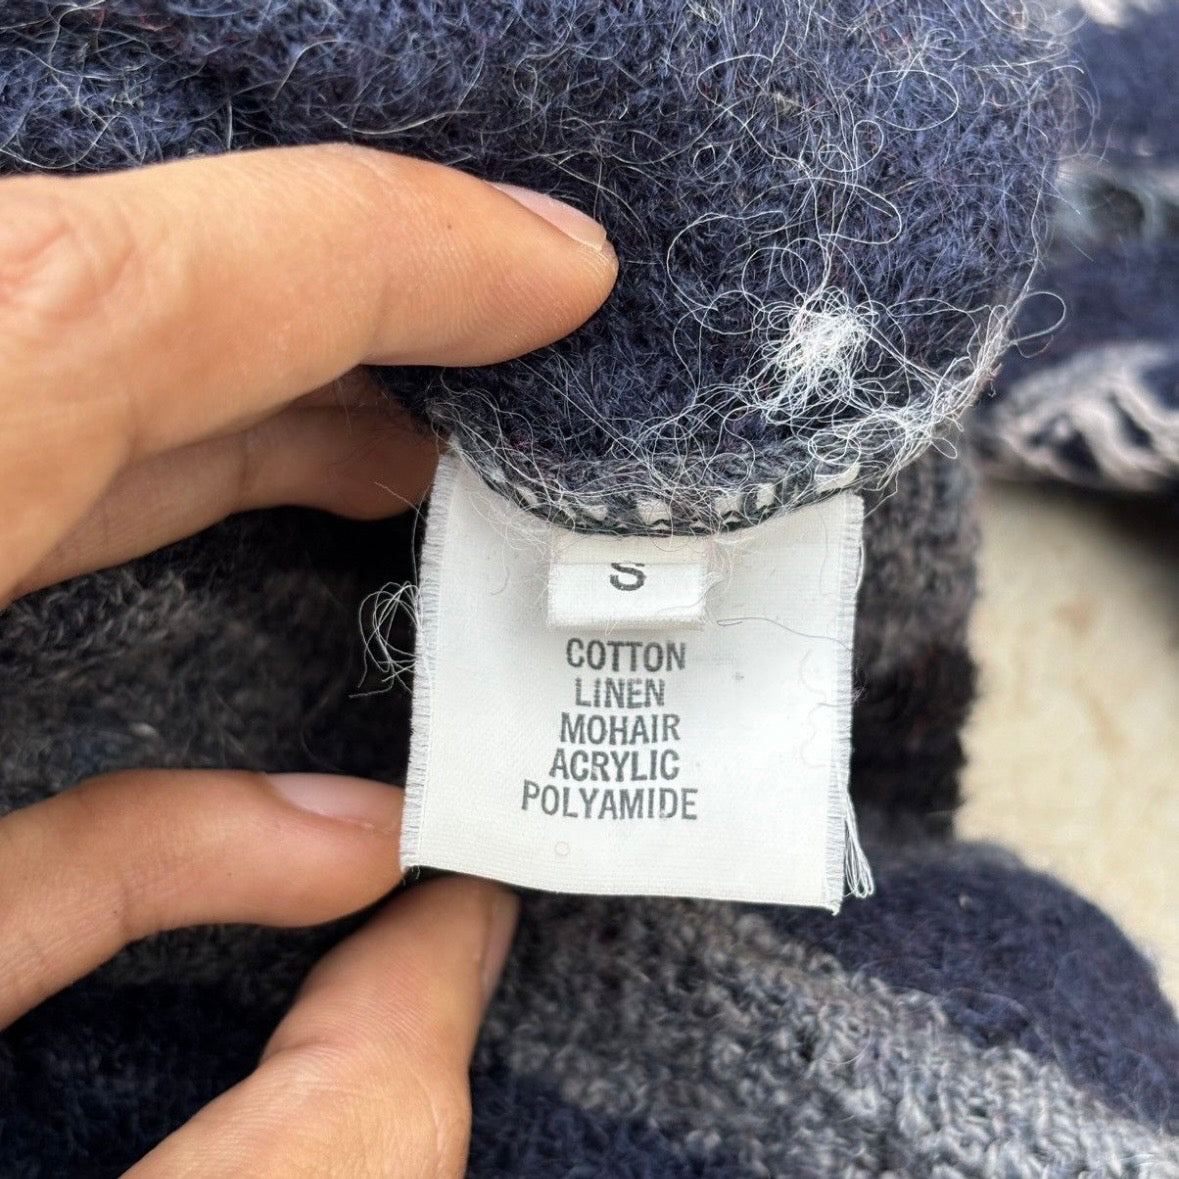 S
COTTON
LINEN
MOHAIR
ACRYLIC
POLYAMIDE